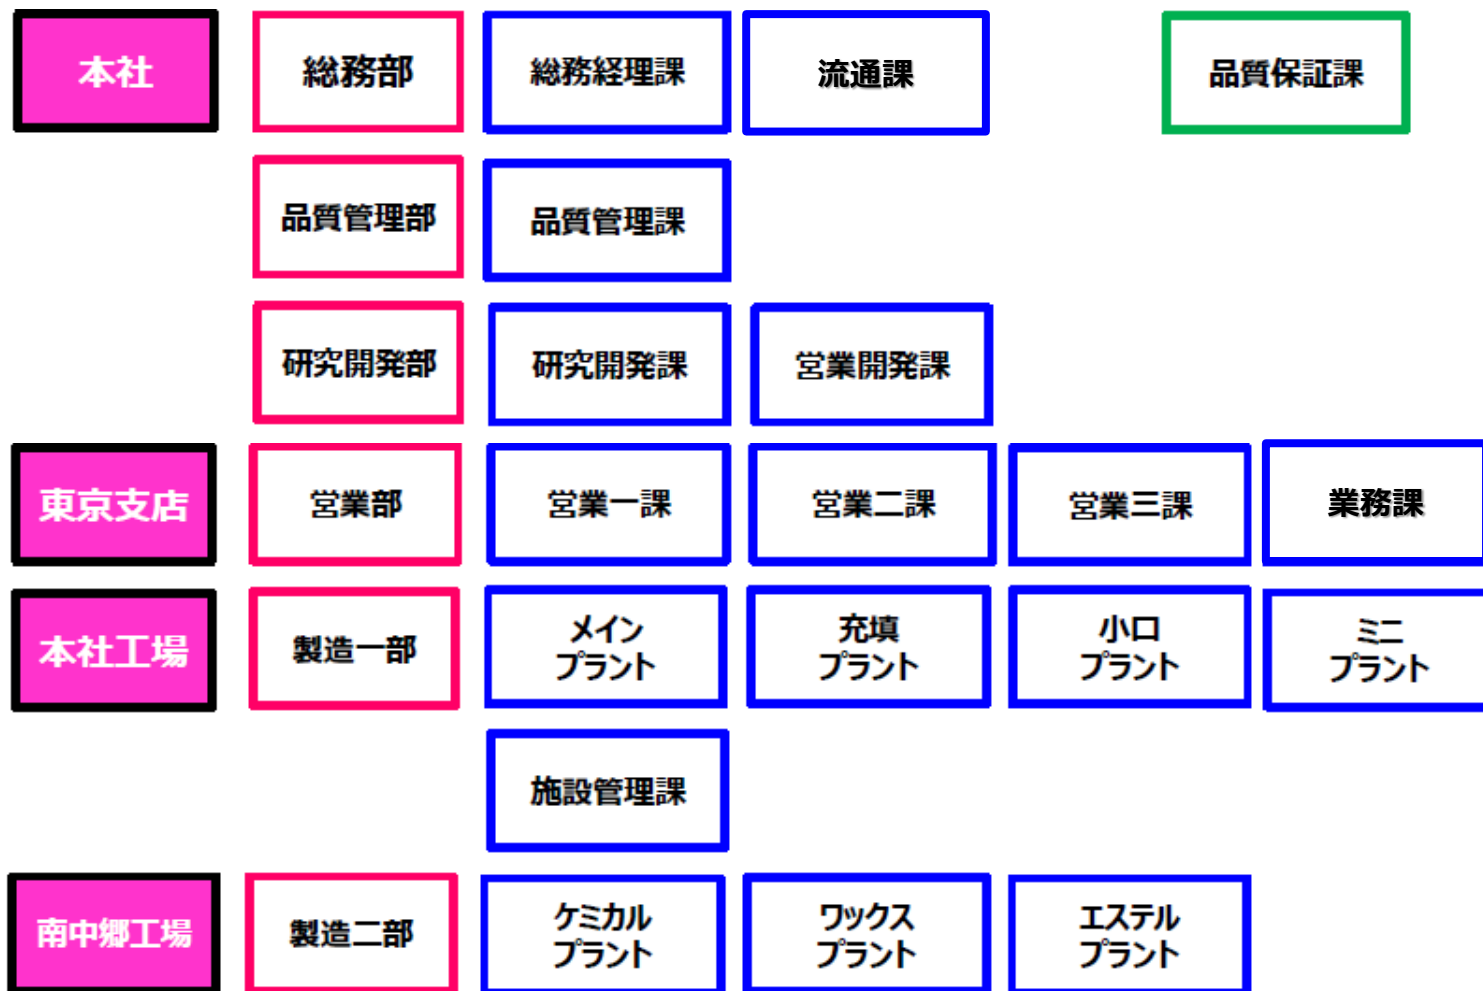 本社
総務部
総務経理課
流通課
品質保証課
品質管理部
品質管理課
研究開発部
研究開発課
営業開発課
東京支店
営業部
営業一課
営業二課
営業三課
業務課
本社工場
製造一部
メイン
プラント
充填
プラント
小口
プラント
ミニ
プラント
施設管理課
南中郷工場
製造二部
ケミカル
プラント
ワックス
プラント
エステル
プラント